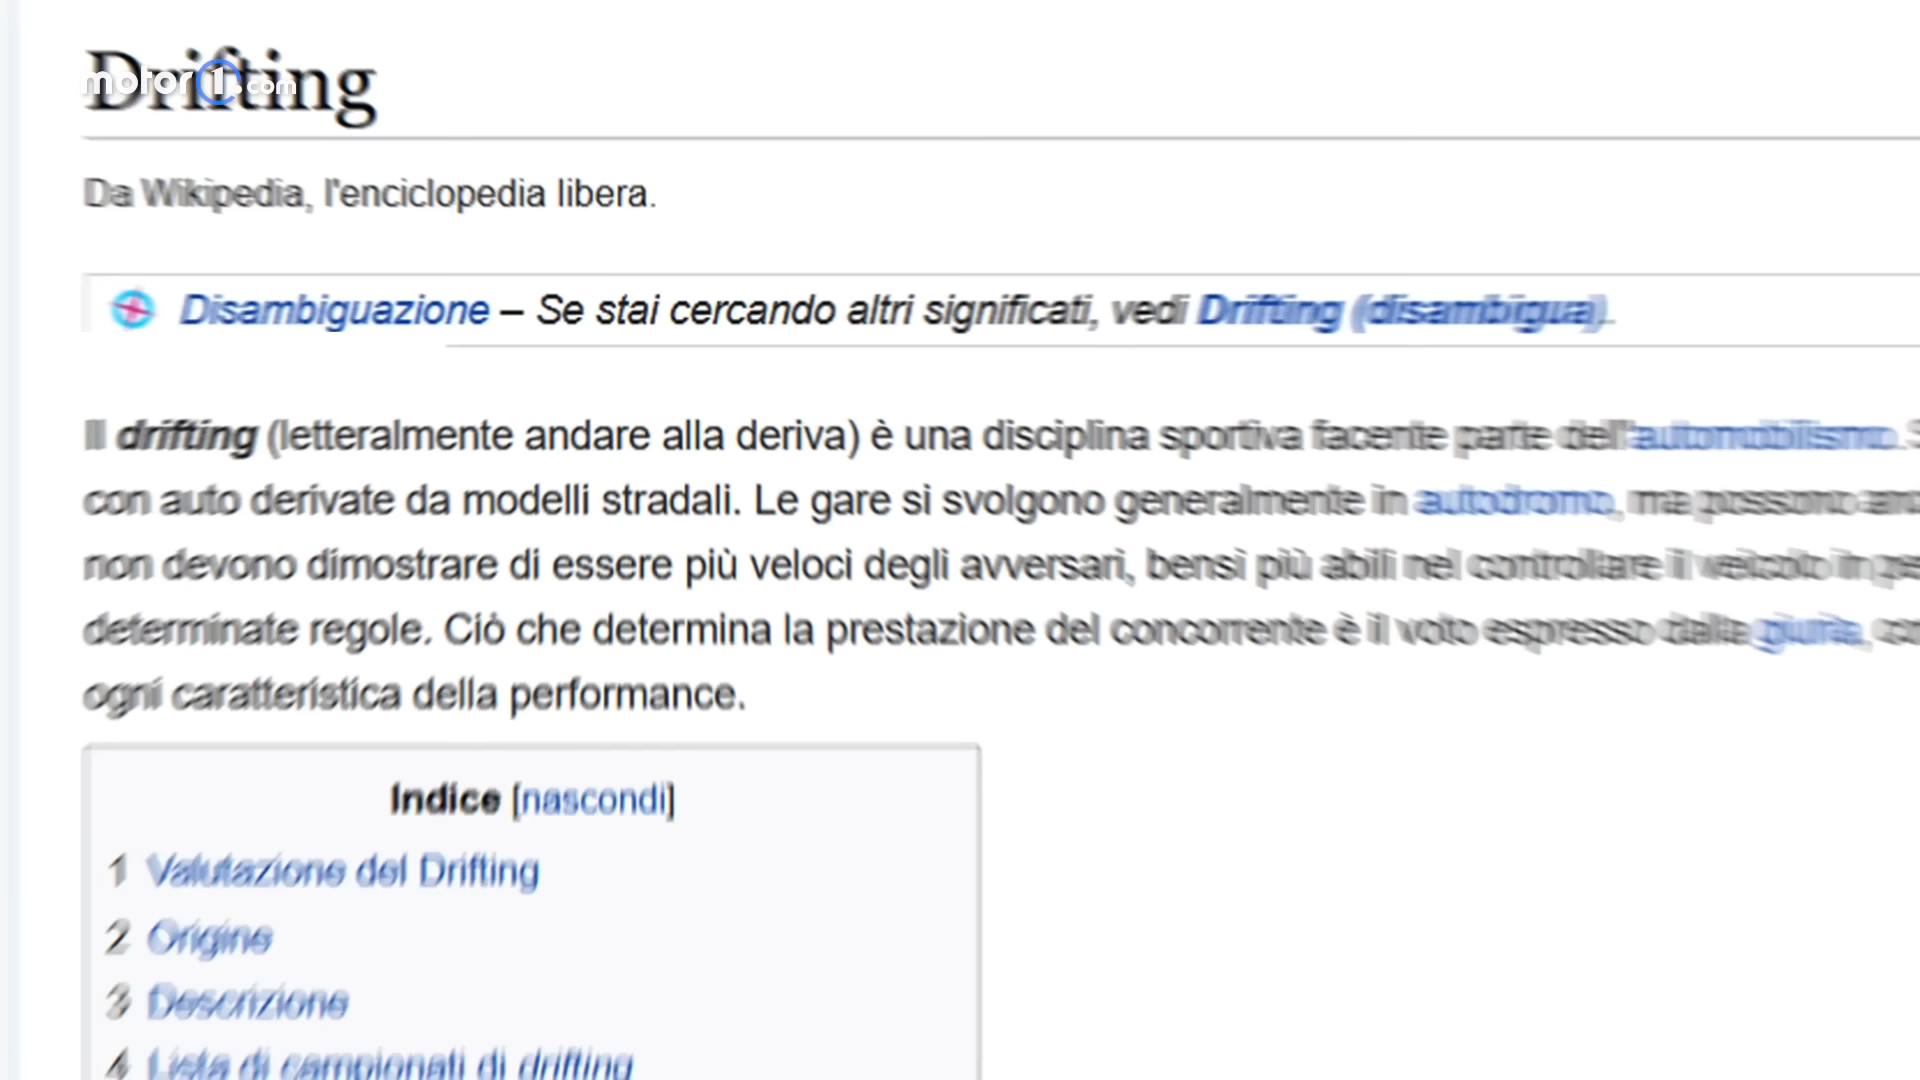 Drifting
motor1.com
Da Wikipedia, l'enciclopedia libera.
Disambiguazione – Se stai cercando altri significati, vedi Drifting (disambigua).
Il drifting (letteralmente andare alla deriva) è una disciplina sportiva facente parte dell'automobilismo.
con auto derivate da modelli stradali. Le gare si svolgono generalmente in autodromo, ma possono
non devono dimostrare di essere più veloci degli avversari, bensì più abili nel controllare il veicolo in
determinate regole. Ciò che determina la prestazione del concorrente è il voto espresso dalla giuria,
ogni caratteristica della performance.
Indice [nascondi]
1 Valutazione del Drifting
2 Origine
3 Descrizione
4 Lista di campionati di drifting